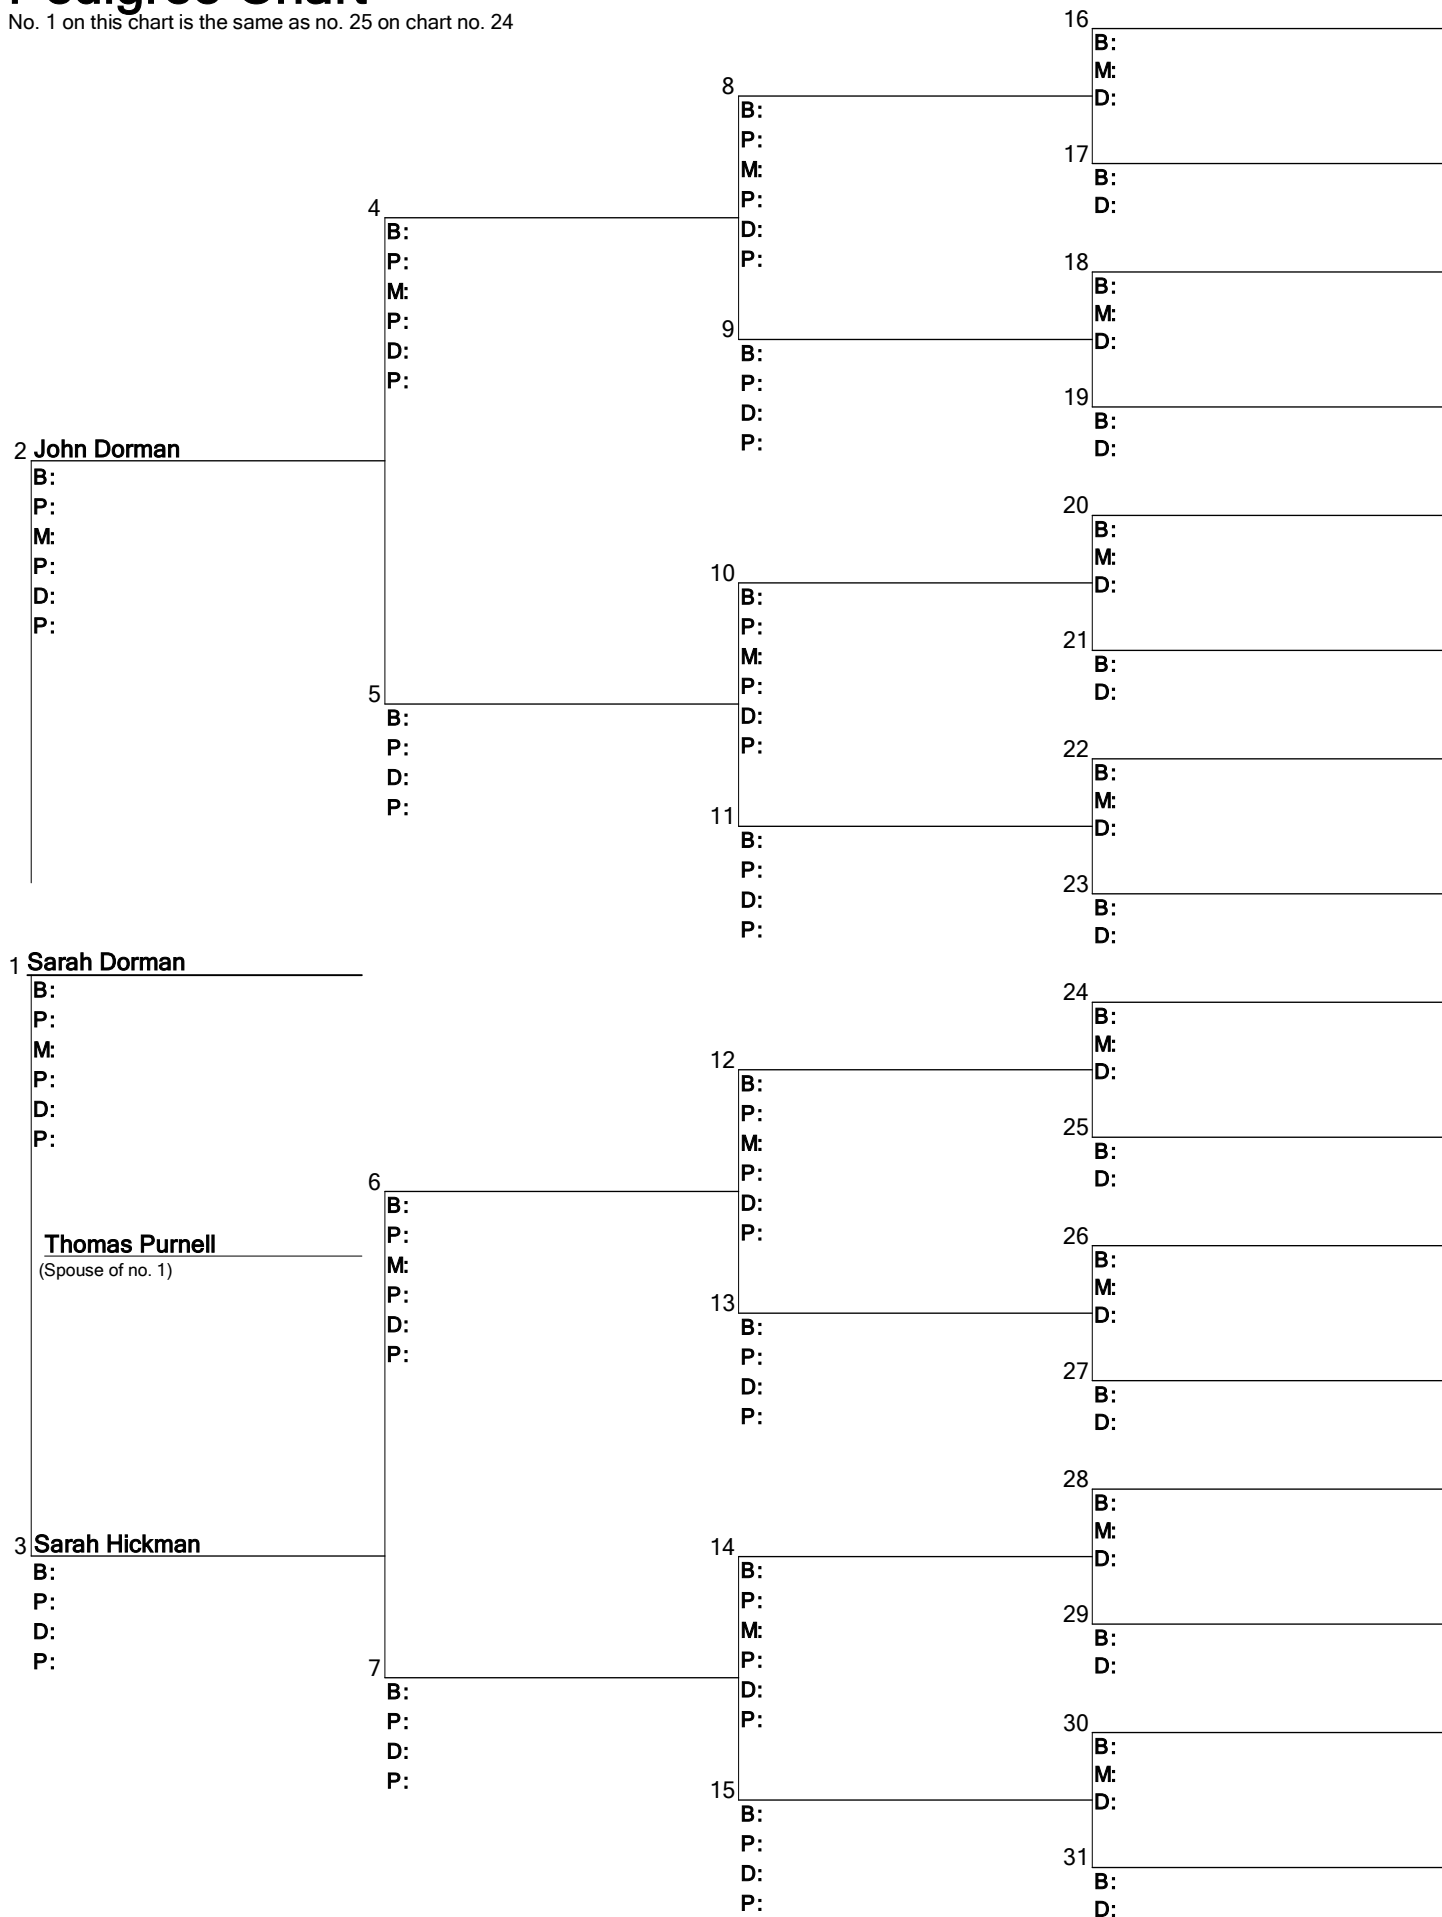 Pedigree Chart
No. 1 on this chart is the same as no. 25 on chart no. 24
2 John Dorman
B:
P:
M:
P:
D:
P:
1 Sarah Dorman
B:
P:
M:
P:
D:
P:
Thomas Purnell
(Spouse of no. 1)
3 Sarah Hickman
B:
P:
D:
P:
4
B:
P:
M:
P:
D:
P:
5
B:
P:
D:
P:
6
B:
P:
M:
P:
D:
P:
7
B:
P:
D:
P:
8
B:
P:
M:
P:
D:
P:
9
B:
P:
D:
P:
10
B:
P:
M:
P:
D:
P:
11
B:
P:
D:
P:
12
B:
P:
M:
P:
D:
P:
13
B:
P:
D:
P:
14
B:
P:
M:
P:
D:
P:
15
B:
P:
D:
P:
16
B:
M:
D:
17
B:
D:
18
B:
M:
D:
19
B:
D:
20
B:
M:
D:
21
B:
D:
22
B:
M:
D:
23
B:
D:
24
B:
M:
D:
25
B:
D:
26
B:
M:
D:
27
B:
D:
28
B:
M:
D:
29
B:
D:
30
B:
M:
D:
31
B:
D: